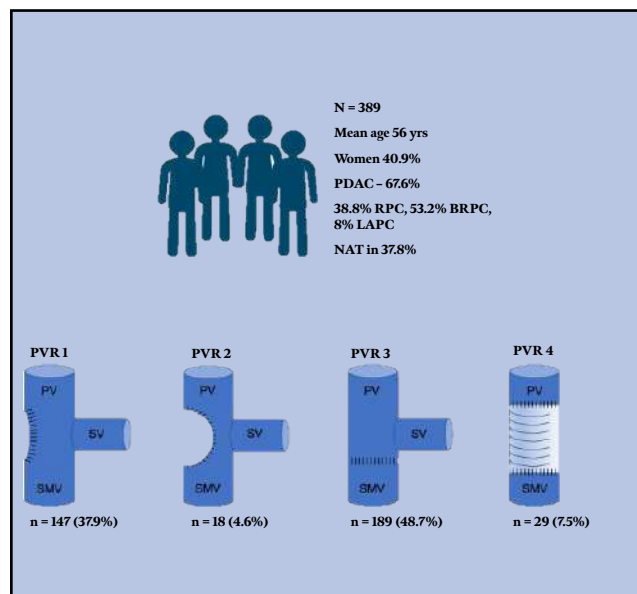 N = 389
Mean age 56 yrs
Women 40.9%
PDAC – 67.6%
38.8% RPC, 53.2% BRPC,
8% LAPC
NAT in 37.8%
PVR 1
PV
SV
SMV
n = 147 (37.9%)
PVR 2
PV
SV
SMV
n = 18 (4.6%)
PVR 3
PV
SV
SMV
n = 189 (48.7%)
PVR 4
PV
SMV
n = 29 (7.5%)